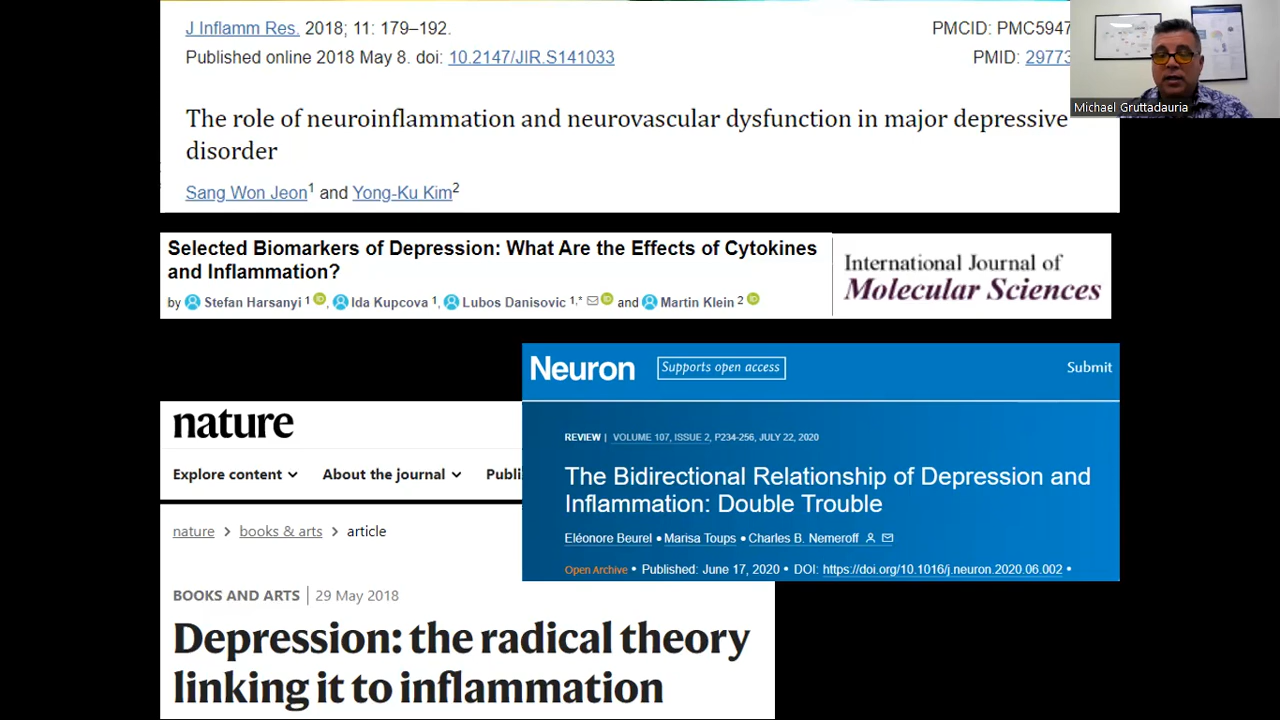 J Inflamm Res. 2018; 11: 179–192.
Published online 2018 May 8. doi: 10.2147/JIR.S141033
PMCID: PMC5947
PMID: 29773
The role of neuroinflammation and neurovascular dysfunction in major depressive
disorder
Sang Won Jeon1 and Yong-Ku Kim2
Michael Gruttadauria
Selected Biomarkers of Depression: What Are the Effects of Cytokines
and Inflammation?
by Stefan Harsanyi 1, Ida Kupcova 1, Lubos Danisovic 1,* and Martin Klein 2
International Journal of
Molecular Sciences
Neuron Supports open access Submit
REVIEW | VOLUME 107, ISSUE 2, P234-256, JULY 22, 2020
The Bidirectional Relationship of Depression and
Inflammation: Double Trouble
Eléonore Beurel • Marisa Toups • Charles B. Nemeroff
Open Archive • Published: June 17, 2020 • DOI: https://doi.org/10.1016/j.neuron.2020.06.002 •
nature
Explore content About the journal Publi
nature > books & arts > article
BOOKS AND ARTS | 29 May 2018
Depression: the radical theory
linking it to inflammation